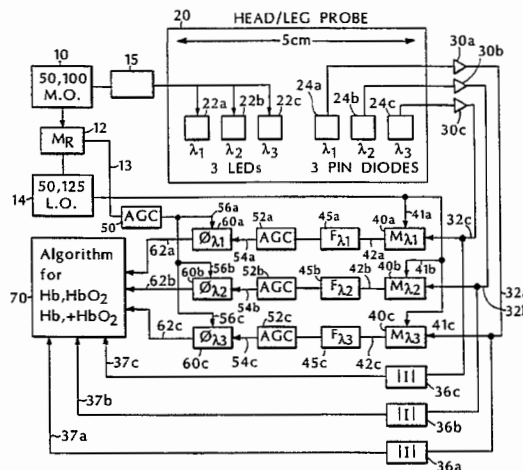 20 HEAD/LEG PROBE
5cm
10
50,100
M.O.
15
22a 22b 22c
λ1 λ2 λ3
3 LEDs
24a 24b 24c
λ1 λ2 λ3
3 PIN DIODES
30a
30b
30c
MR 12
13
14 50,125
L.O.
50 AGC
56a 60a 52a 45a 40a 41a 32c
Øλ1 AGC Fλ1 Mλ1
62a 54a 42a
56b 52b 45b 42b 40b 41b 32a
60b Øλ2 AGC Fλ2 Mλ2
62b 54b 32b
56c 52c 40c
Øλ3 AGC Fλ3 Mλ3 41c
62c 60c 54c 45c 42c
70 Algorithm
for
Hb,HbO2
Hb,+HbO2
37c |I| 36c
37b |I| 36b
37a |I| 36a